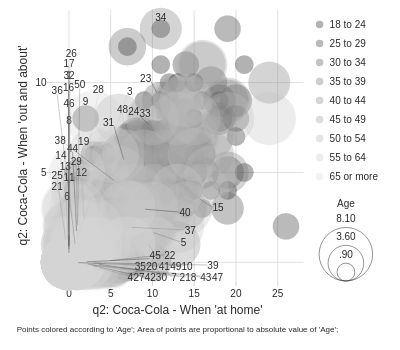 34
26
17
32
36 16 50
28
23
3
10
46 9
48 24 33
8
31
38 19
44
14
13 29
5 25 11 12
21
6
15
40
37
5
45 22
35 20 41 49 10 39
42 74 230 7 2 18 43 47
0 5 10 15 20 25
q2: Coca-Cola - When 'at home'
q2: Coca-Cola - When 'out and about'
18 to 24
25 to 29
30 to 34
35 to 39
40 to 44
45 to 49
50 to 54
55 to 64
65 or more
Age
8.10
3.60
.90
Points colored according to 'Age'; Area of points are proportional to absolute value of 'Age';